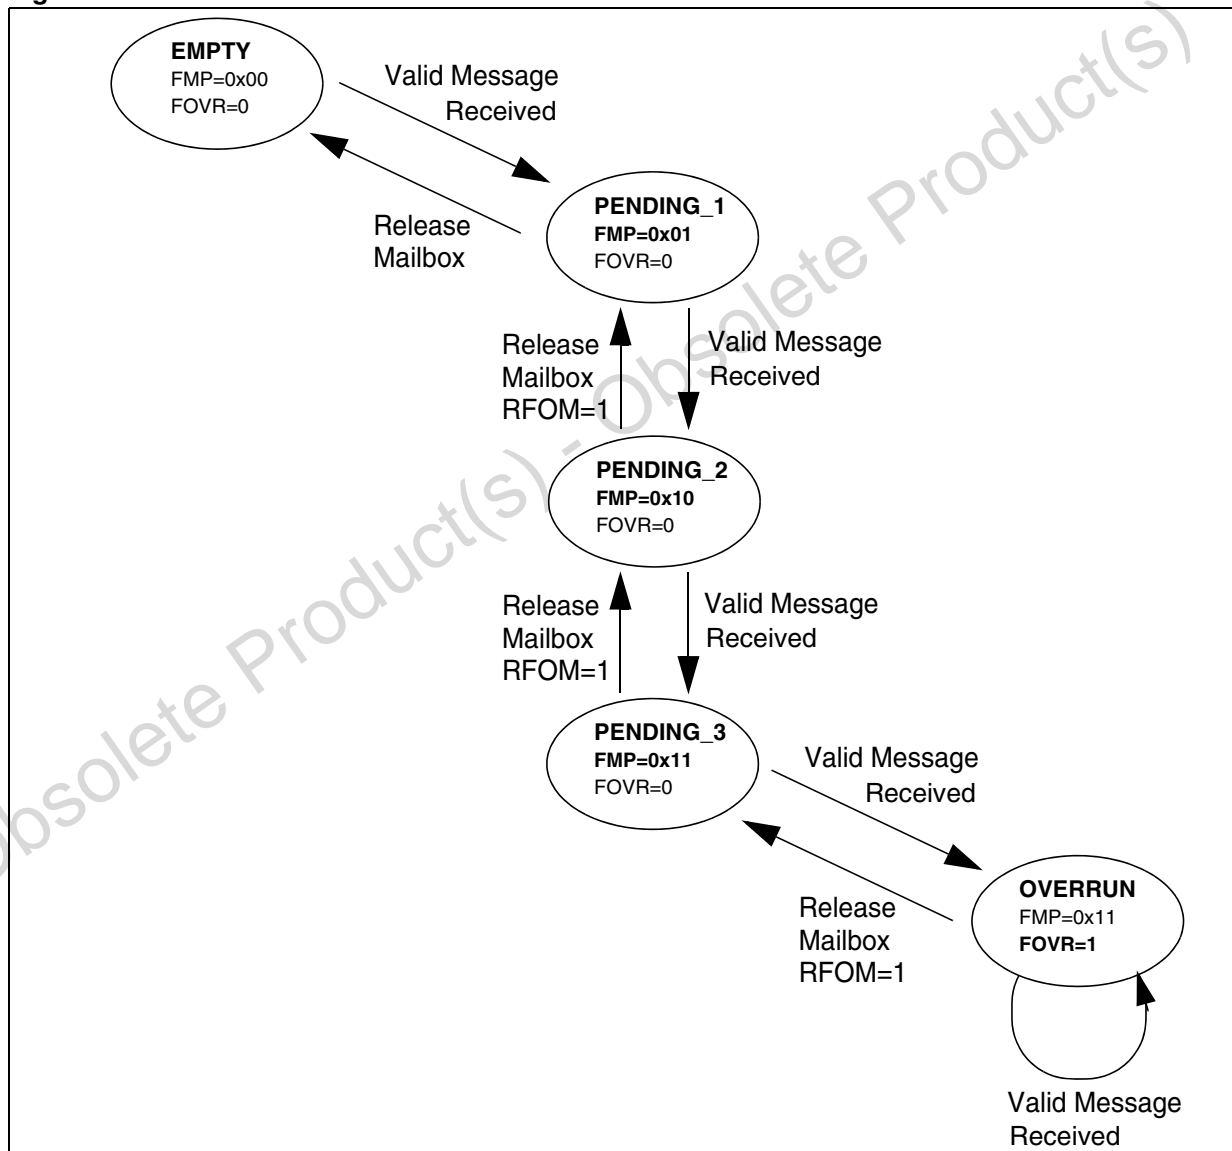 EMPTY
FMP=0x00
FOVR=0
Valid Message
Received
Release
Mailbox
PENDING_1
FMP=0x01
FOVR=0
Release
Mailbox
RFOM=1
Valid Message
Received
PENDING_2
FMP=0x10
FOVR=0
Release
Mailbox
RFOM=1
Valid Message
Received
PENDING_3
FMP=0x11
FOVR=0
Valid Message
Received
Release
Mailbox
RFOM=1
OVERRUN
FMP=0x11
FOVR=1
Valid Message
Received
Obsolete Product(s) - Obsolete Product(s)